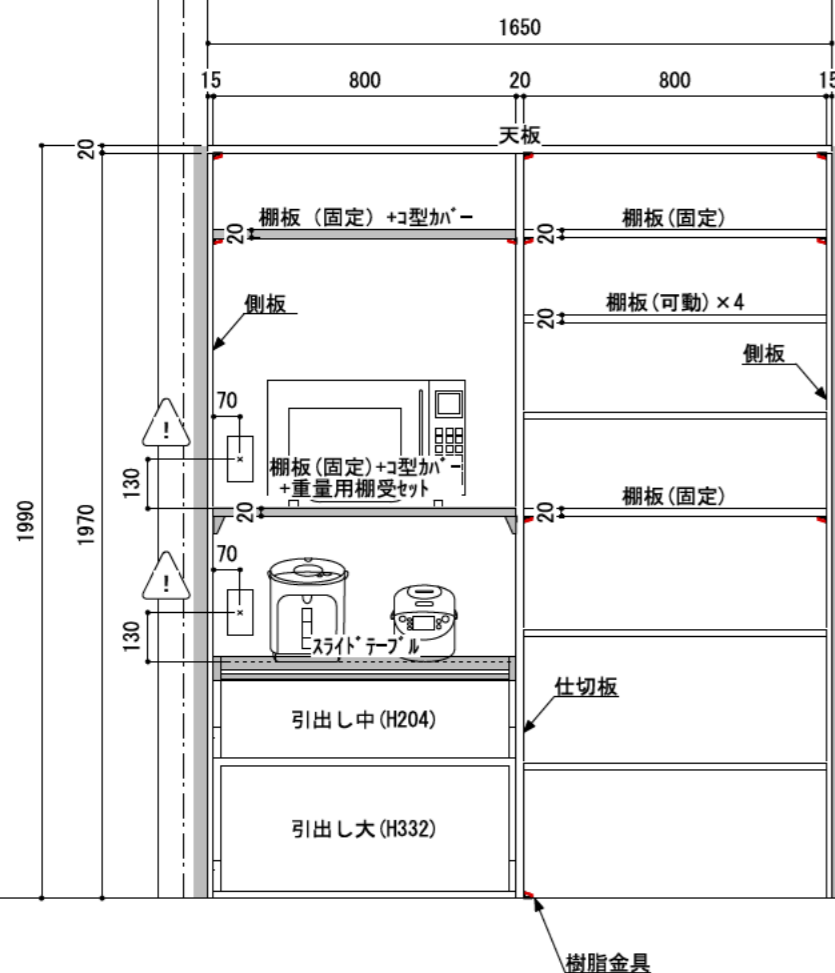 1650
15
800
20
800
15
天板
20
棚板（固定）+コ型ｶﾊﾞｰ
20
棚板(固定)
20
棚板(可動)×4
20
側板
側板
70
!
130
棚板(固定)+コ型ｶﾊﾞｰ
+重量用棚受ｾｯﾄ
20
棚板(固定)
20
1990
1970
70
!
130
ｽﾗｲﾄﾞﾃｰﾌﾞﾙ
仕切板
引出し中(H204)
引出し大(H332)
樹脂金具